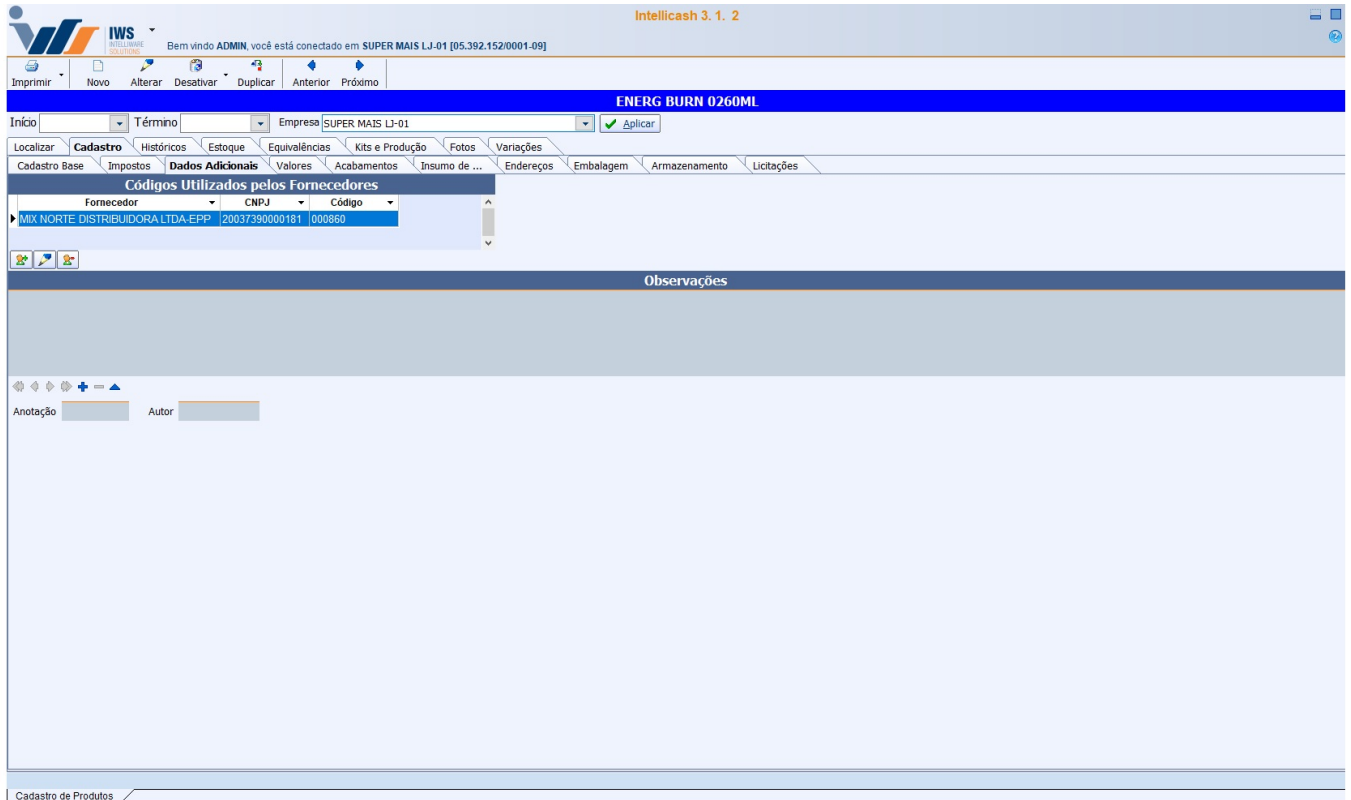 Intellicash 3. 1. 2
IWS
INTELLIWARE
SOLUTIONS
Bem vindo ADMIN, você está conectado em SUPER MAIS LJ-01 [05.392.152/0001-09]
Imprimir Novo Alterar Desativar Duplicar Anterior Próximo
ENERG BURN 0260ML
Início Término Empresa SUPER MAIS LJ-01 Aplicar
Localizar Cadastro Históricos Estoque Equivalências Kits e Produção Fotos Variações
Cadastro Base Impostos Dados Adicionais Valores Acabamentos Insumo de ... Endereços Embalagem Armazenamento Licitações
Códigos Utilizados pelos Fornecedores
Fornecedor CNPJ Código
MIX NORTE DISTRIBUIDORA LTDA-EPP 20037390000181 000860
Observações
Anotação Autor
Cadastro de Produtos